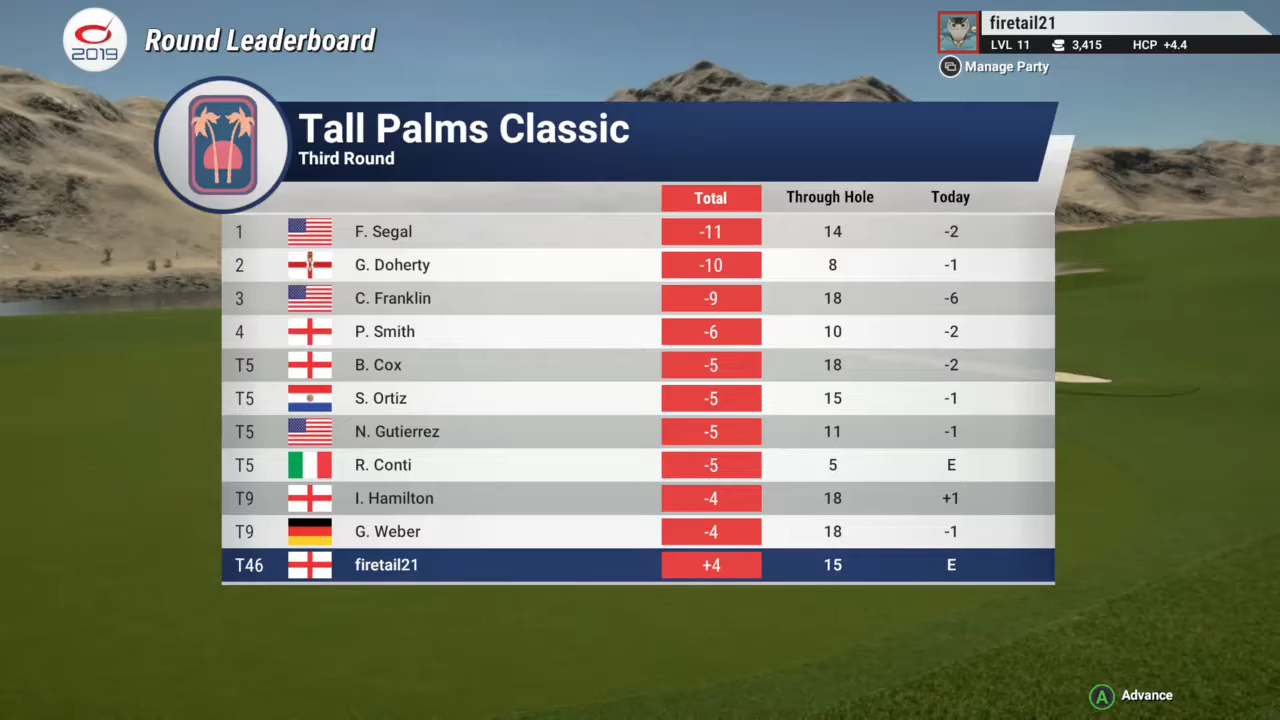 2019
Round Leaderboard
firetail21
LVL 11 3,415 HCP +4.4
Manage Party
Tall Palms Classic
Third Round
Total Through Hole Today
1 F. Segal -11 14 -2
2 G. Doherty -10 8 -1
3 C. Franklin -9 18 -6
4 P. Smith -6 10 -2
T5 B. Cox -5 18 -2
T5 S. Ortiz -5 15 -1
T5 N. Gutierrez -5 11 -1
T5 R. Conti -5 5 E
T9 I. Hamilton -4 18 +1
T9 G. Weber -4 18 -1
T46 firetail21 +4 15 E
A Advance